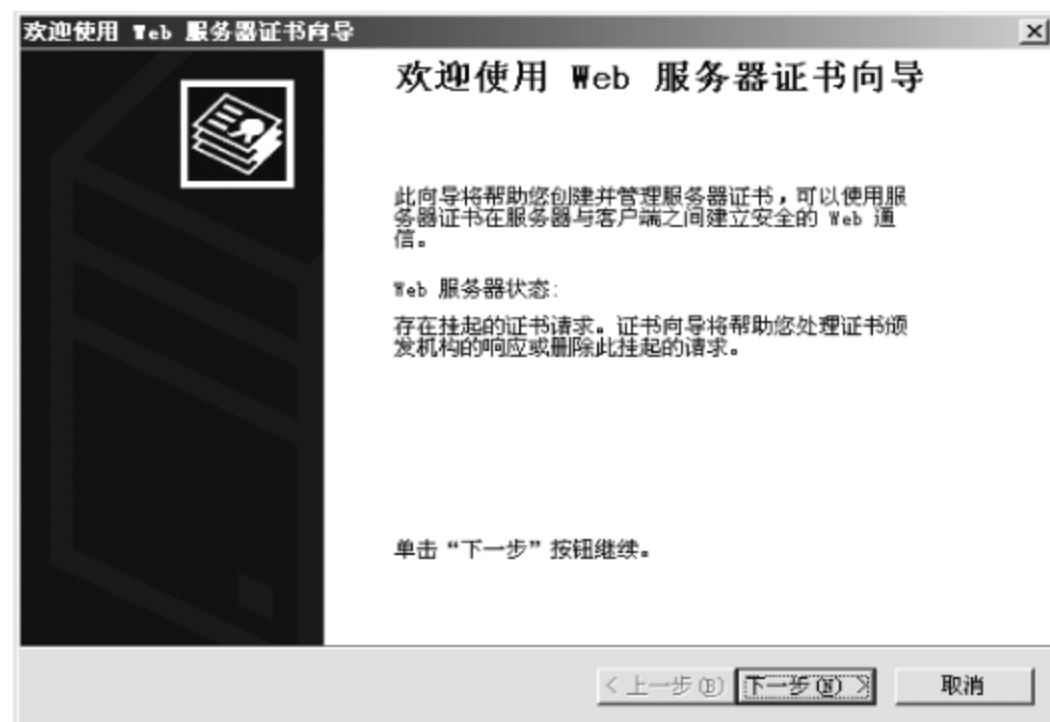 欢迎使用 Web 服务器证书向导
欢迎使用 Web 服务器证书向导
此向导将帮助您创建并管理服务器证书，可以使用服
务器证书在服务器与客户端之间建立安全的 Web 通
信。
Web 服务器状态:
存在挂起的证书请求。证书向导将帮助您处理证书颁
发机构的响应或删除此挂起的请求。
单击“下一步”按钮继续。
< 上一步(B) 下一步(N) > 取消